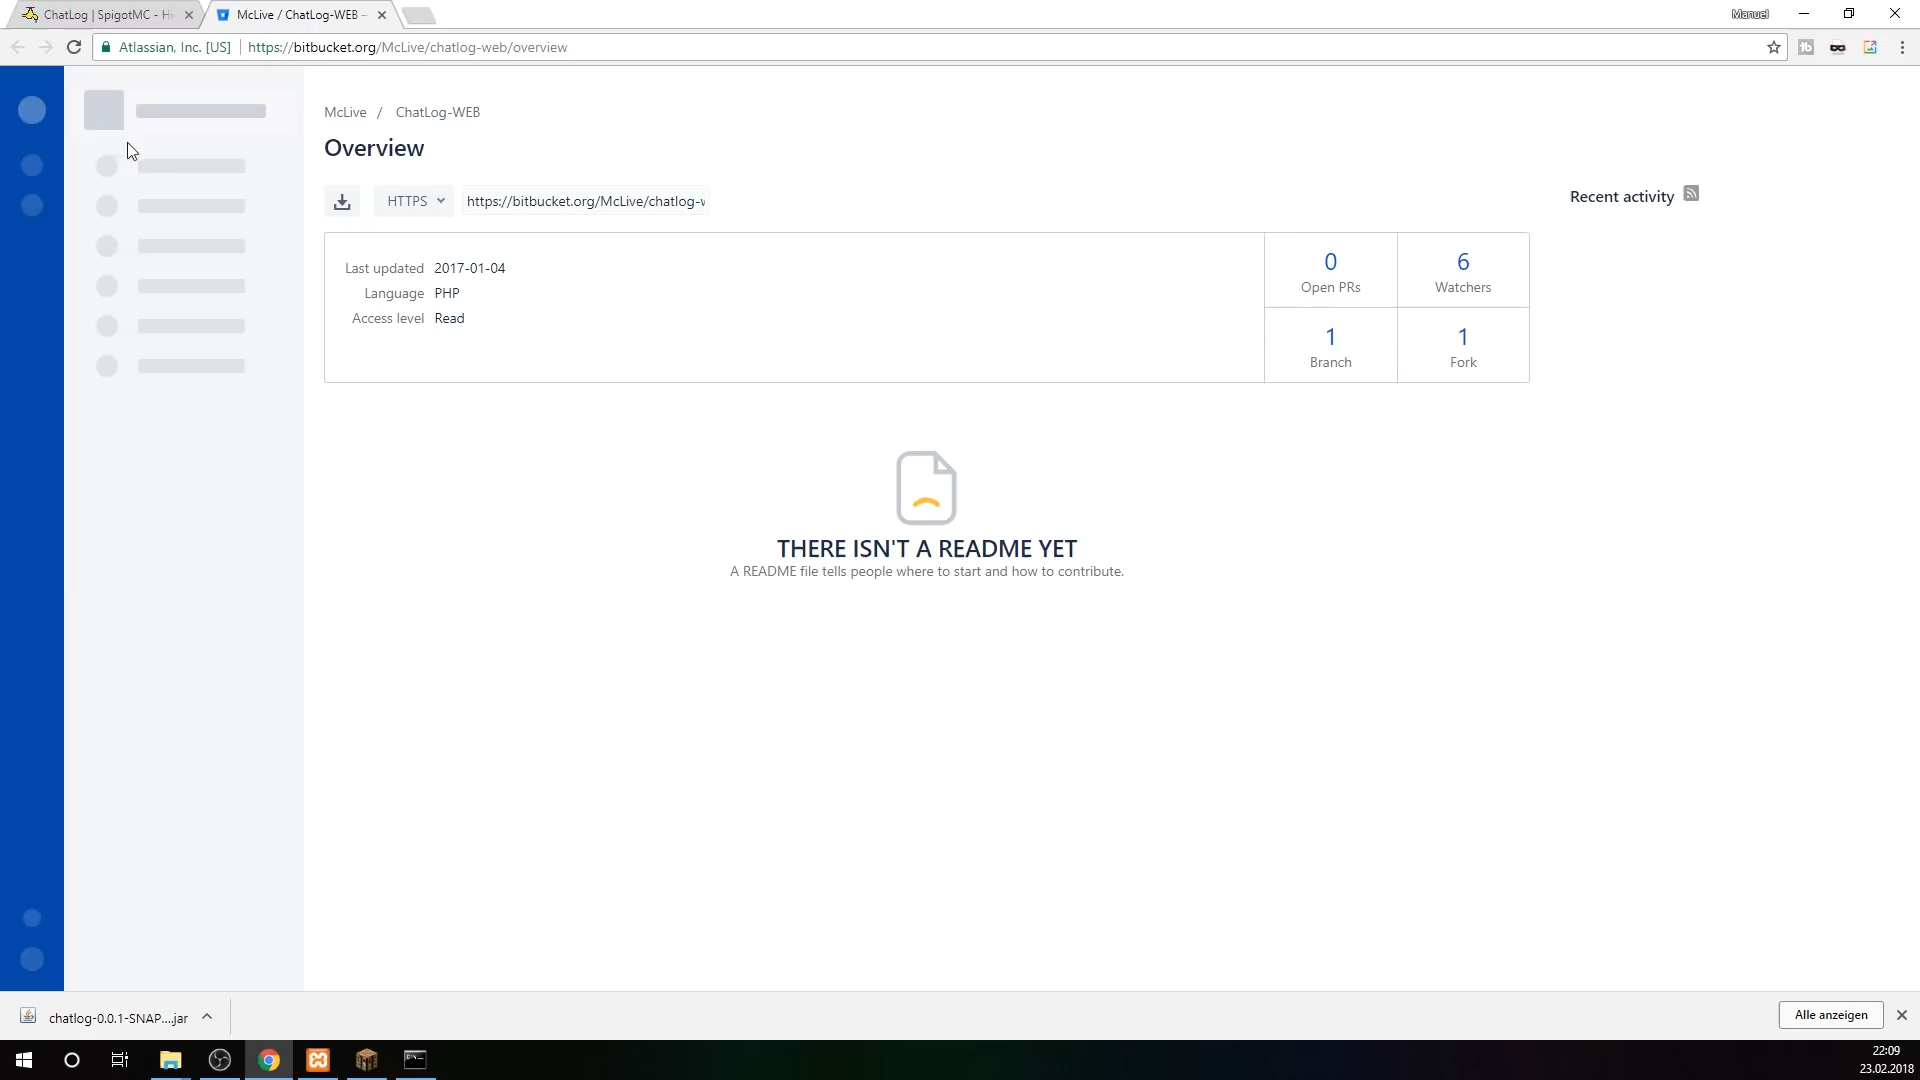 ChatLog | SpigotMC - Hi
McLive / ChatLog-WEB –
Manuel
Atlassian, Inc. [US]
https://bitbucket.org/McLive/chatlog-web/overview
McLive / ChatLog-WEB
Overview
HTTPS
https://bitbucket.org/McLive/chatlog-w
Recent activity
Last updated 2017-01-04
Language PHP
Access level Read
0
Open PRs
6
Watchers
1
Branch
1
Fork
THERE ISN'T A README YET
A README file tells people where to start and how to contribute.
chatlog-0.0.1-SNAP....jar
Alle anzeigen
22:09
23.02.2018